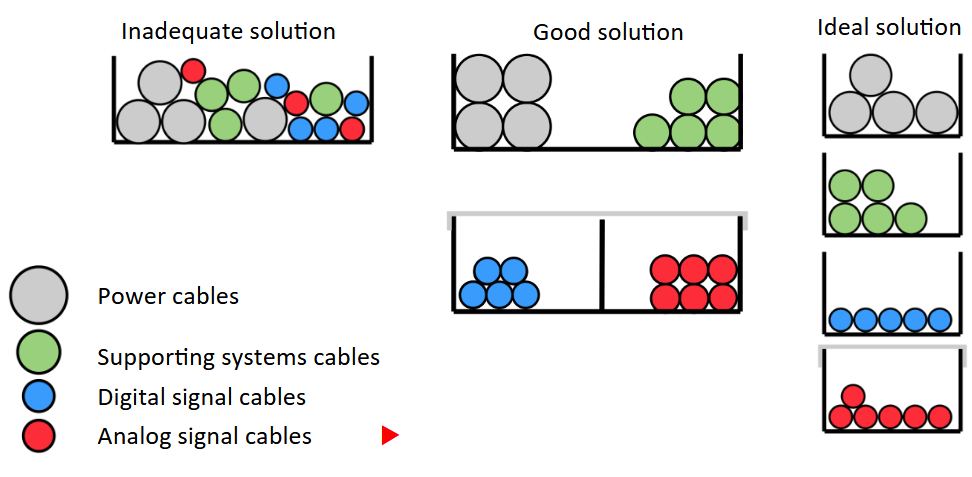 Inadequate solution
Good solution
Ideal solution
Power cables
Supporting systems cables
Digital signal cables
Analog signal cables